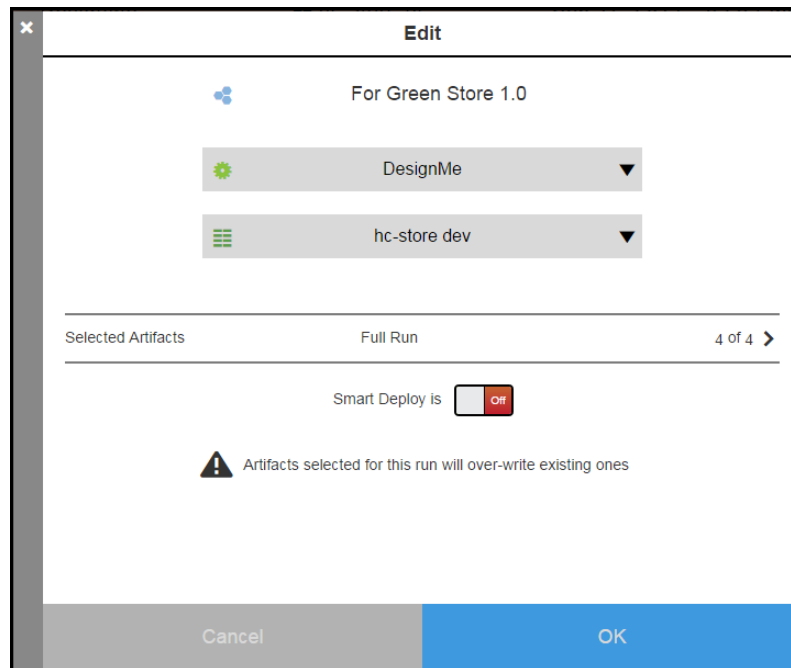 Edit
For Green Store 1.0
DesignMe
hc-store dev
Selected Artifacts Full Run 4 of 4
Smart Deploy is Off
Artifacts selected for this run will over-write existing ones
Cancel OK